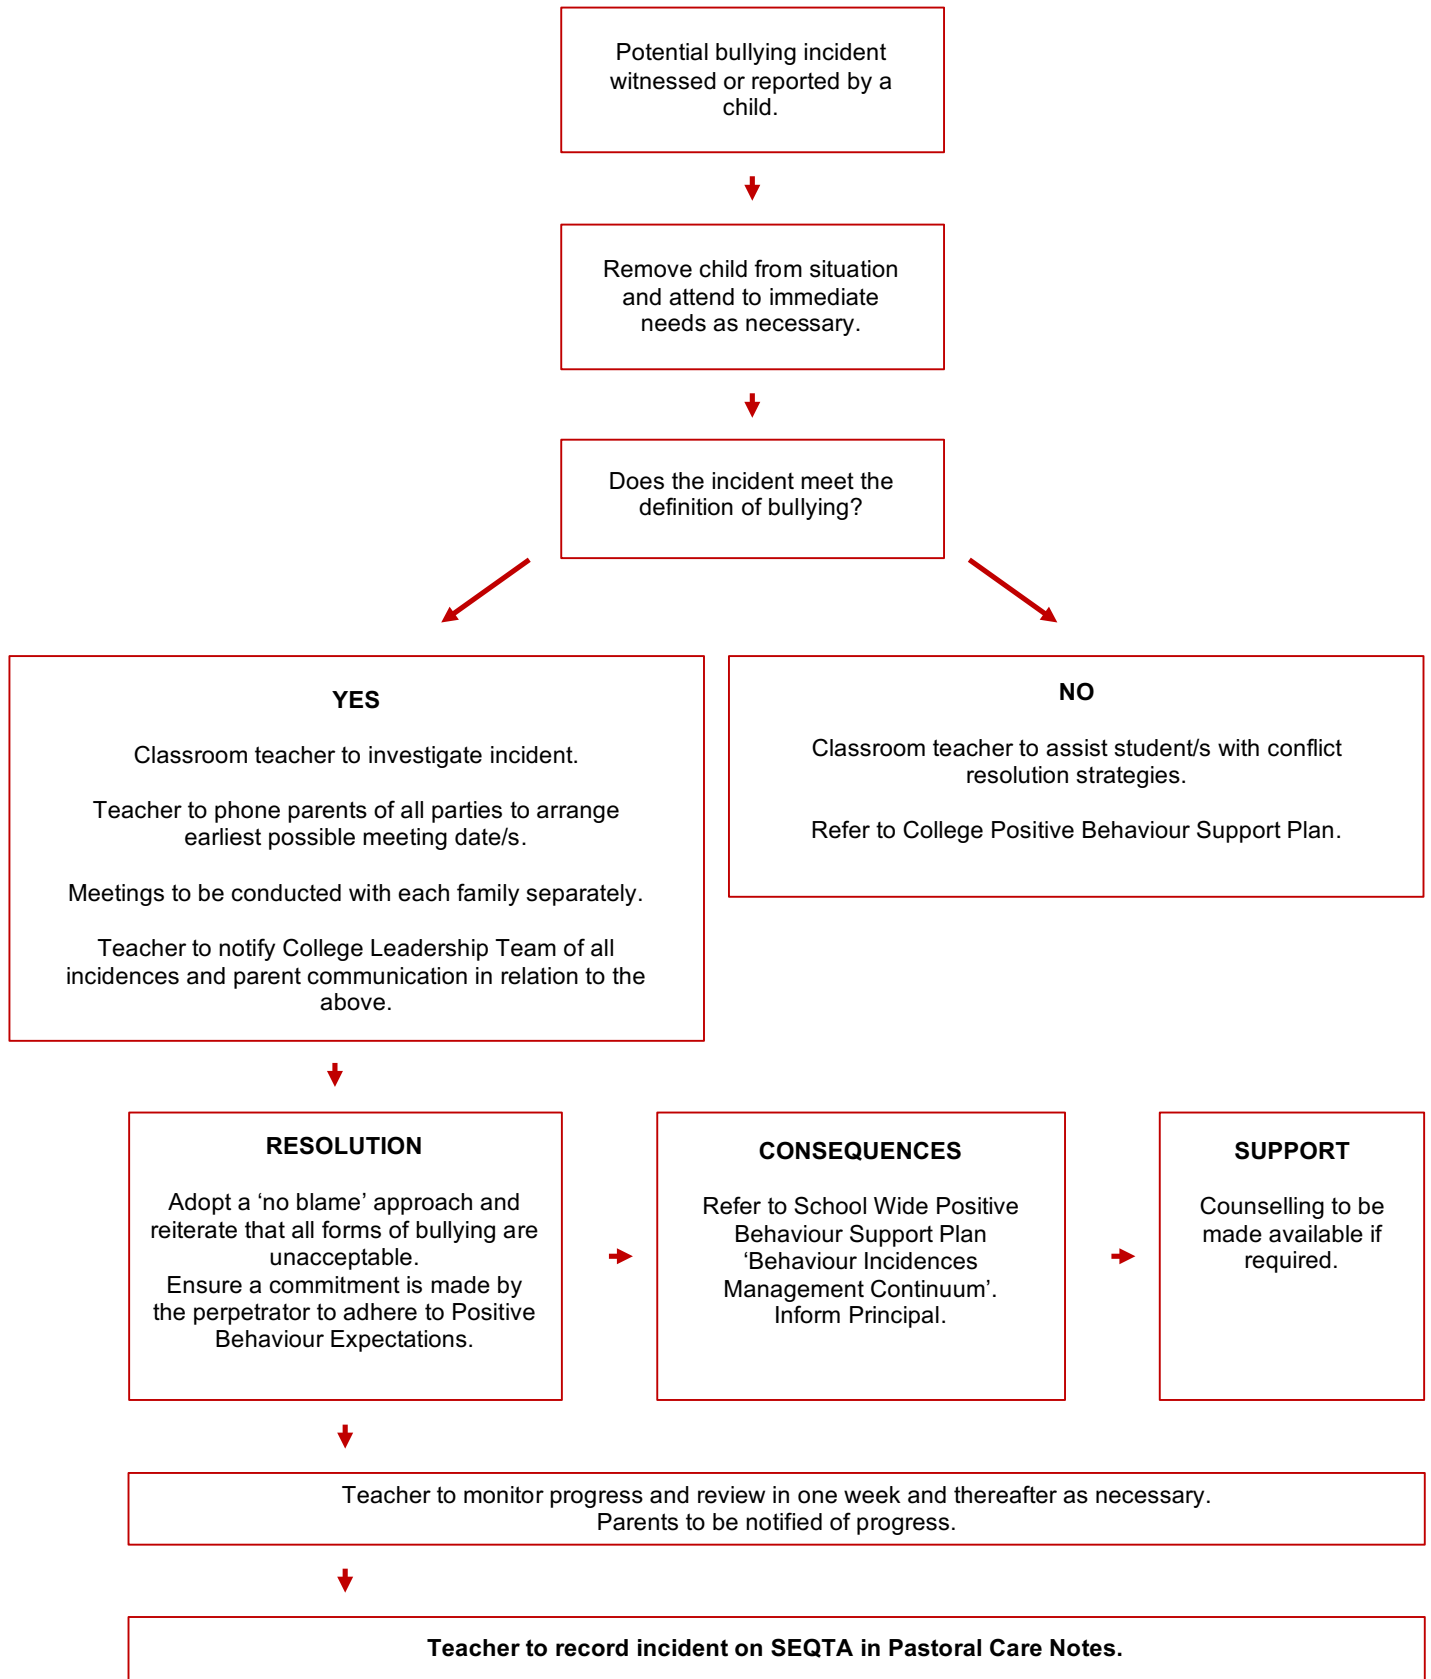 Potential bullying incident
witnessed or reported by a
child.
Remove child from situation
and attend to immediate
needs as necessary.
Does the incident meet the
definition of bullying?
YES
Classroom teacher to investigate incident.
Teacher to phone parents of all parties to arrange
earliest possible meeting date/s.
Meetings to be conducted with each family separately.
Teacher to notify College Leadership Team of all
incidences and parent communication in relation to the
above.
NO
Classroom teacher to assist student/s with conflict
resolution strategies.
Refer to College Positive Behaviour Support Plan.
RESOLUTION
Adopt a ‘no blame’ approach and
reiterate that all forms of bullying are
unacceptable.
Ensure a commitment is made by
the perpetrator to adhere to Positive
Behaviour Expectations.
CONSEQUENCES
Refer to School Wide Positive
Behaviour Support Plan
‘Behaviour Incidences
Management Continuum’.
Inform Principal.
SUPPORT
Counselling to be
made available if
required.
Teacher to monitor progress and review in one week and thereafter as necessary.
Parents to be notified of progress.
Teacher to record incident on SEQTA in Pastoral Care Notes.